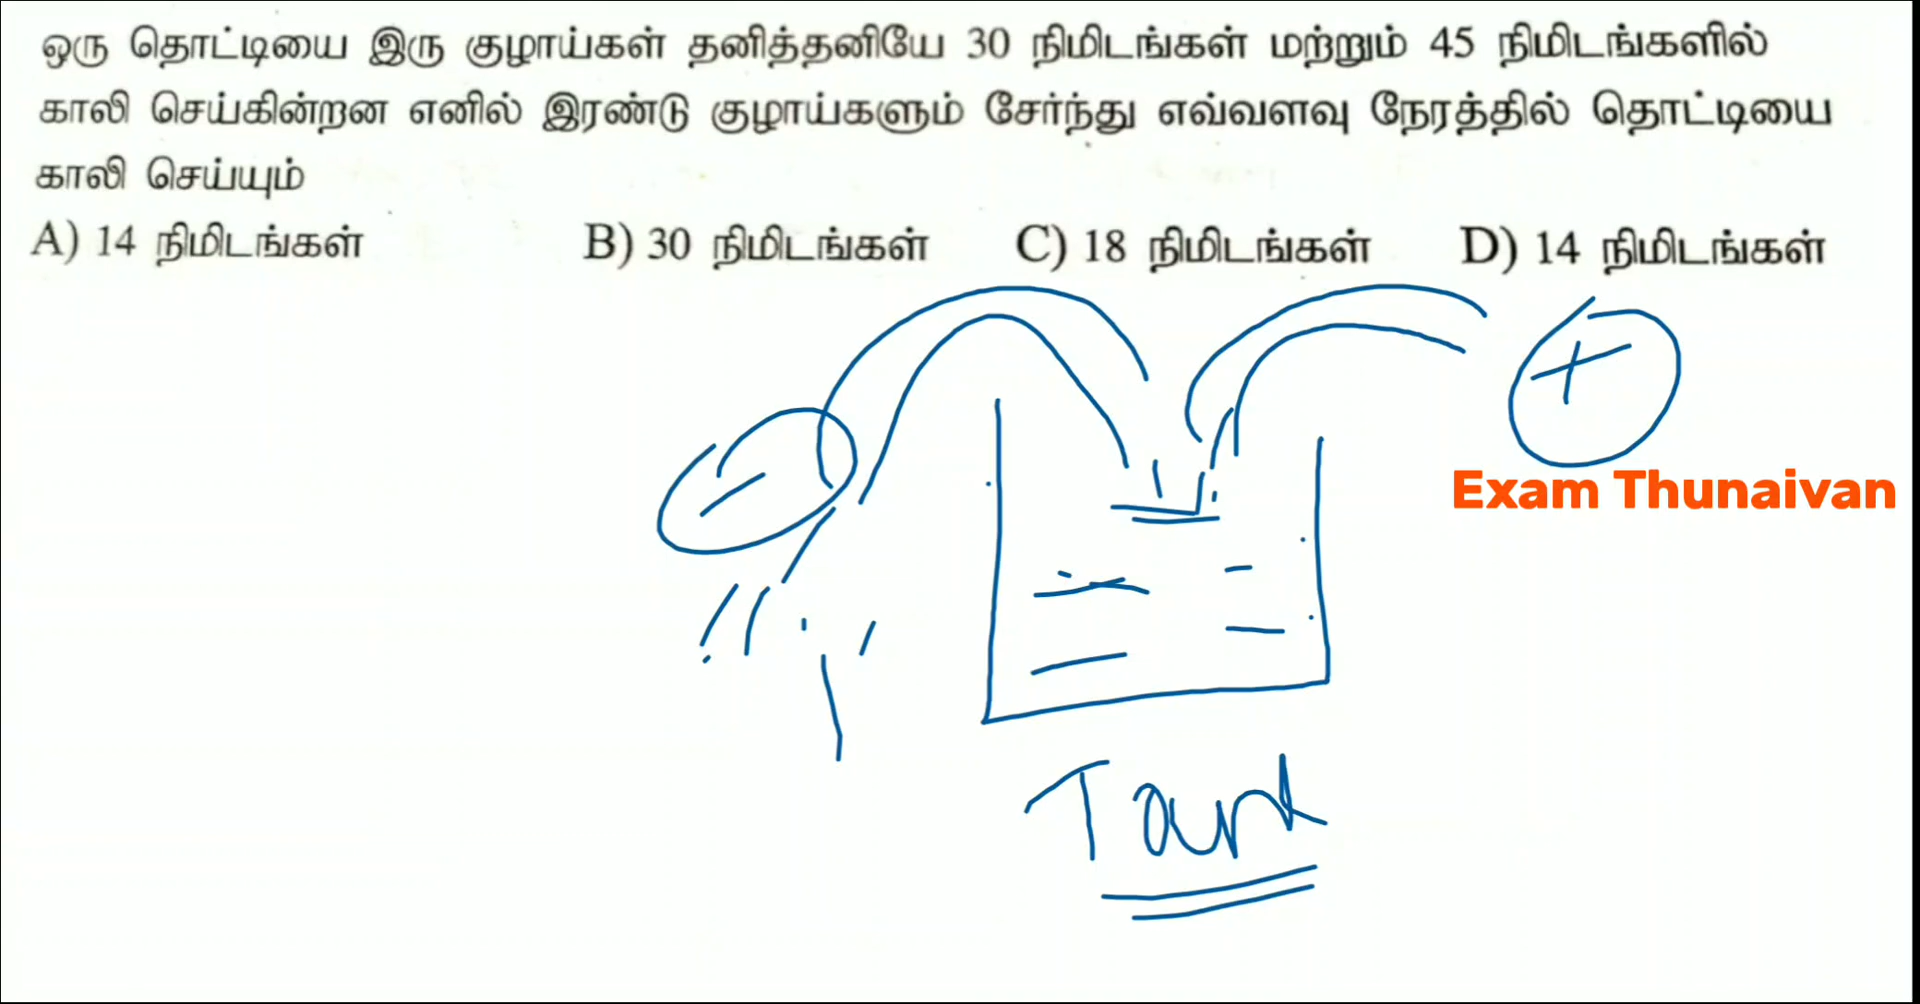 ஒரு தொட்டியை இரு குழாய்கள் தனித்தனியே 30 நிமிடங்கள் மற்றும் 45 நிமிடங்களில்
காலி செய்கின்றன எனில் இரண்டு குழாய்களும் சேர்ந்து எவ்வளவு நேரத்தில் தொட்டியை
காலி செய்யும்
A) 14 நிமிடங்கள் B) 30 நிமிடங்கள் C) 18 நிமிடங்கள் D) 14 நிமிடங்கள்
- +
Exam Thunaivan
Tank